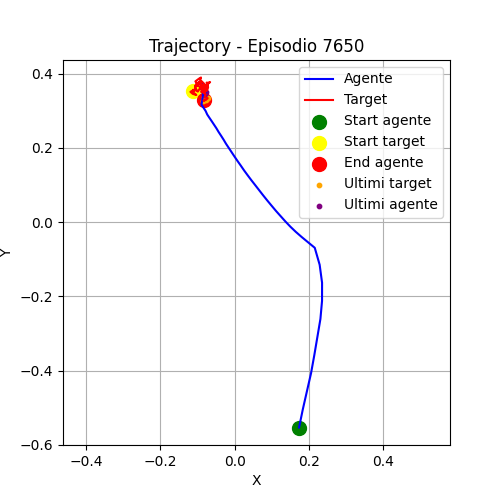 Trajectory - Episodio 7650
Agente
Target
Start agente
Start target
End agente
Ultimi target
Ultimi agente
0.4
0.2
0.0
−0.2
−0.4
−0.6
Y
−0.4
−0.2
0.0
0.2
0.4
X